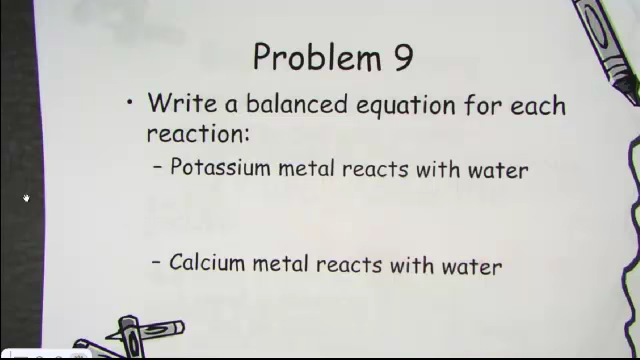 Problem 9
• Write a balanced equation for each
reaction:
– Potassium metal reacts with water
– Calcium metal reacts with water